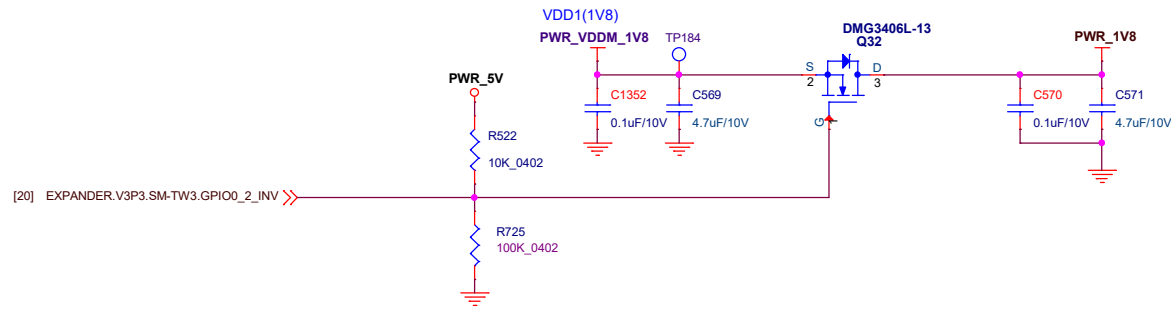 VDD1(1V8)
PWR_VDDM_1V8
TP184
DMG3406L-13
Q32
PWR_1V8
PWR_5V
S
2
D
3
G
1
C1352
0.1uF/10V
C569
4.7uF/10V
C570
0.1uF/10V
C571
4.7uF/10V
R522
10K_0402
[20] EXPANDER.V3P3.SM-TW3.GPIO0_2_INV
R725
100K_0402